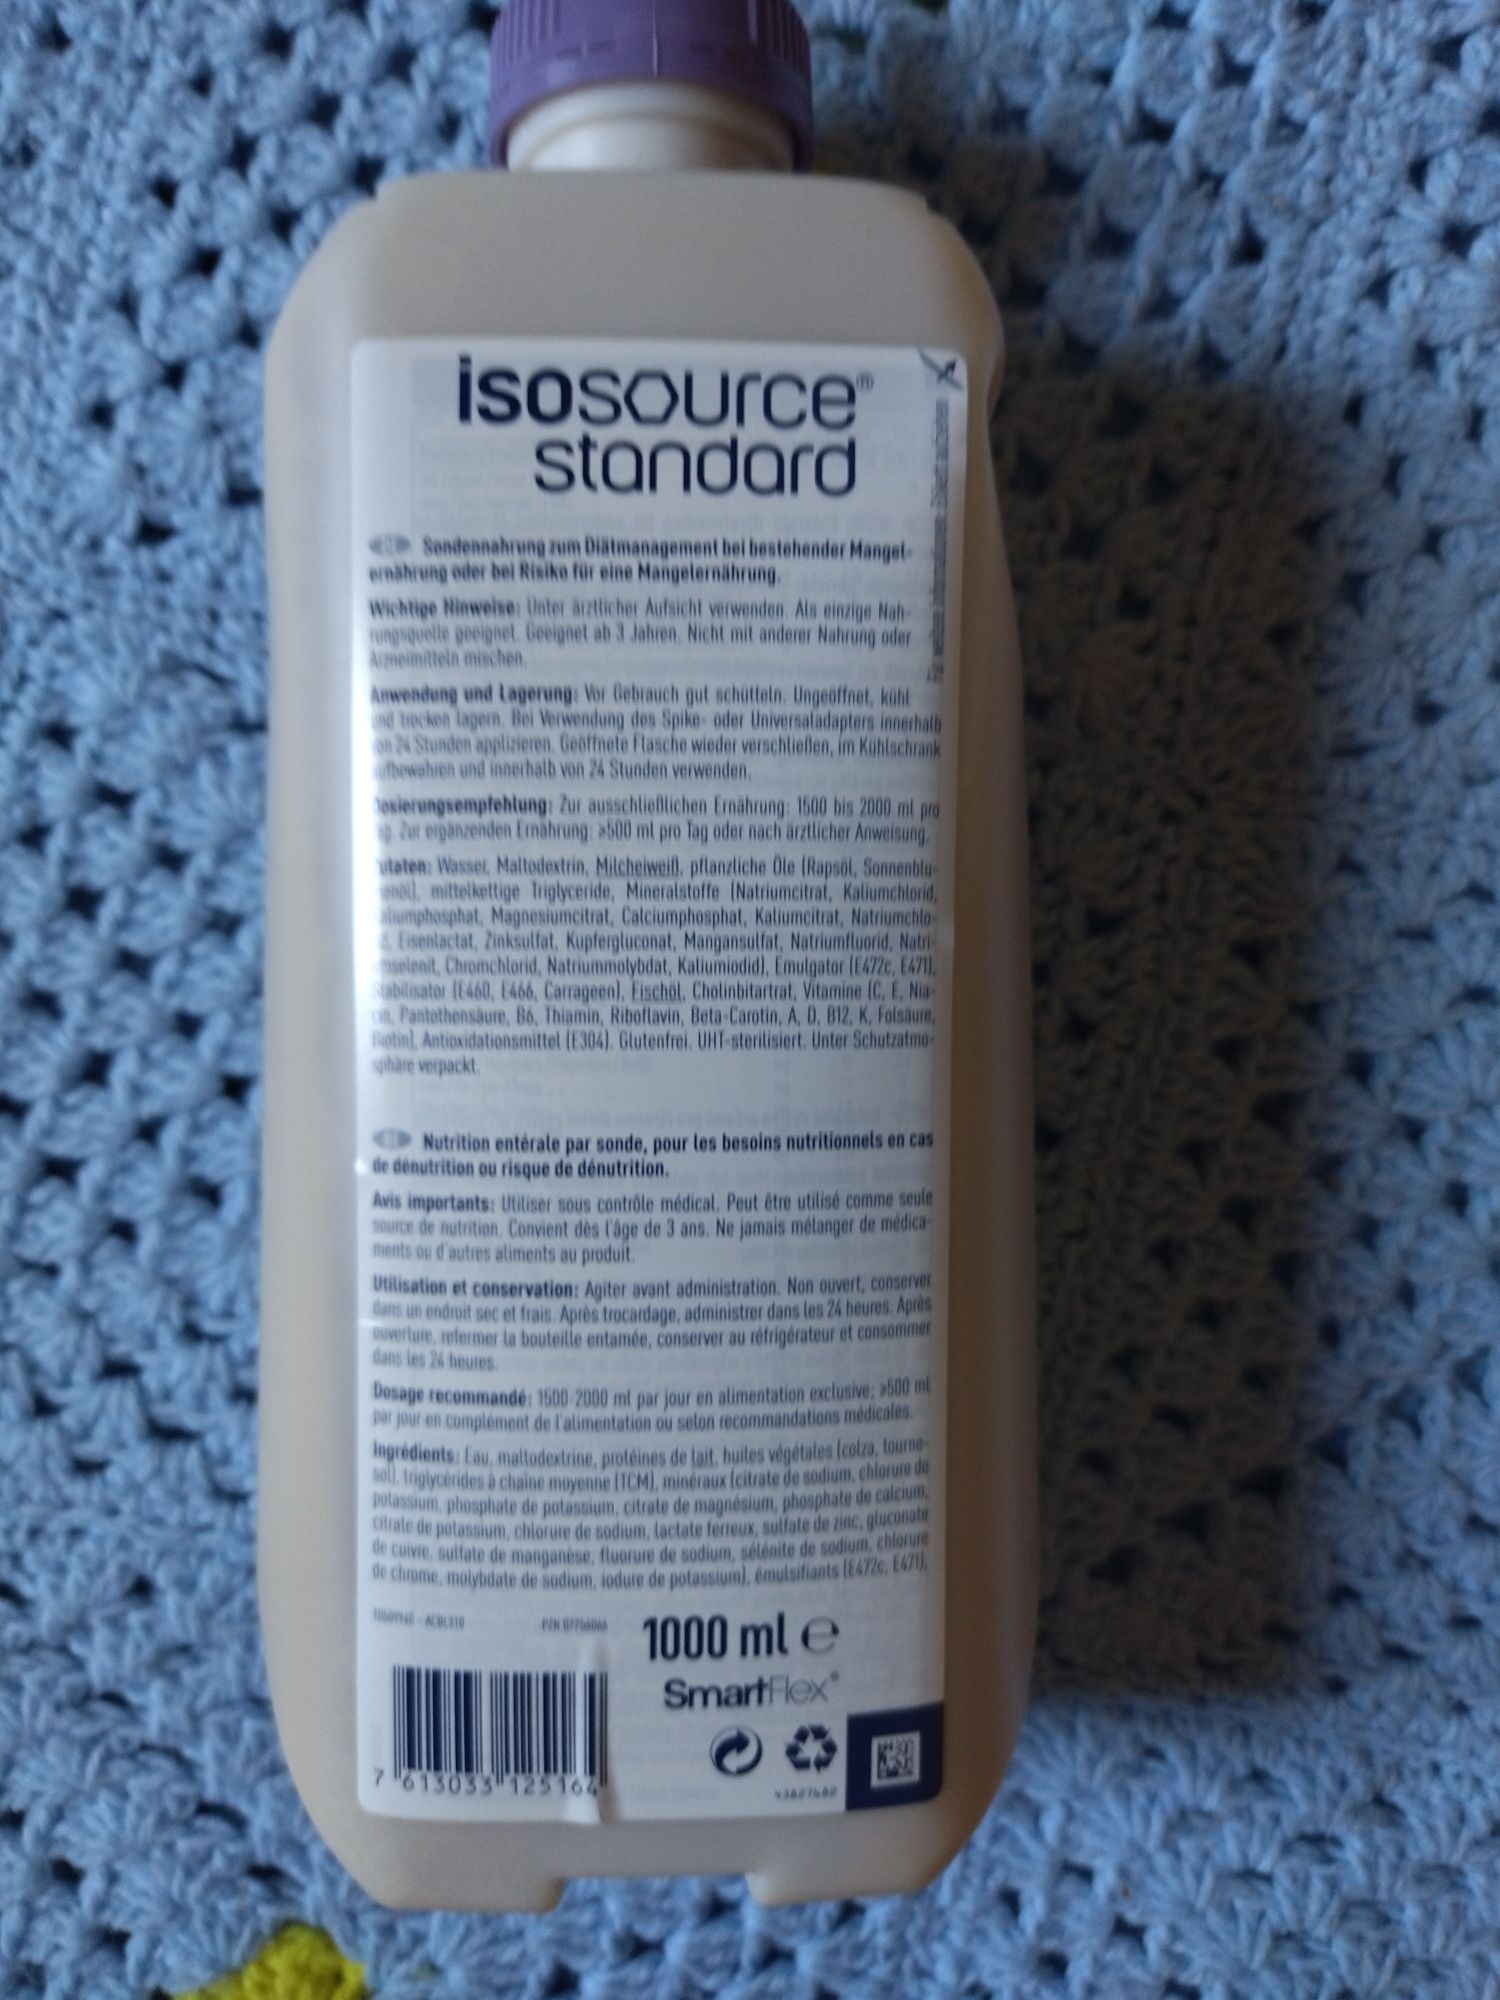 isosource®
standard
Sondennahrung zum Diätmanagement bei bestehender Mangel-
ernährung oder bei Risiko für eine Mangelernährung.
Wichtige Hinweise: Unter ärztlicher Aufsicht verwenden. Als einzige Nah-
rungsquelle geeignet. Geeignet ab 3 Jahren. Nicht mit anderer Nahrung oder
Arzneimitteln mischen.
Anwendung und Lagerung: Vor Gebrauch gut schütteln. Ungeöffnet, kühl
und trocken lagern. Bei Verwendung des Spike- oder Universaladapters innerhalb
von 24 Stunden applizieren. Geöffnete Flasche wieder verschließen, im Kühlschrank
aufbewahren und innerhalb von 24 Stunden verwenden.
Dosierungsempfehlung: Zur ausschließlichen Ernährung: 1500 bis 2000 ml pro
Tag. Zur ergänzenden Ernährung: ≥500 ml pro Tag oder nach ärztlicher Anweisung.
Zutaten: Wasser, Maltodextrin, Milcheiweiß, pflanzliche Öle (Rapsöl, Sonnenblu-
menöl), mittelkettige Triglyceride, Mineralstoffe (Natriumcitrat, Kaliumchlorid,
Kaliumphosphat, Magnesiumcitrat, Calciumphosphat, Kaliumcitrat, Natriumchlo-
rid, Eisenlactat, Zinksulfat, Kupfergluconat, Mangansulfat, Natriumfluorid, Natri-
umselenit, Chromchlorid, Natriummolybdat, Kaliumiodid), Emulgator (E472c, E471),
Stabilisator (E460, E466, Carrageen), Fischöl, Cholinbitartrat, Vitamine (C, E, Nia-
cin, Pantothensäure, B6, Thiamin, Riboflavin, Beta-Carotin, A, D, B12, K, Folsäure,
Biotin), Antioxidationsmittel (E304). Glutenfrei. UHT-sterilisiert. Unter Schutzatmo-
sphäre verpackt.
Nutrition entérale par sonde, pour les besoins nutritionnels en cas
de dénutrition ou risque de dénutrition.
Avis importants: Utiliser sous contrôle médical. Peut être utilisé comme seule
source de nutrition. Convient dès l'âge de 3 ans. Ne jamais mélanger de médica-
ments ou d'autres aliments au produit.
Utilisation et conservation: Agiter avant administration. Non ouvert, conserver
dans un endroit sec et frais. Après trocardage, administrer dans les 24 heures. Après
ouverture, refermer la bouteille entamée, conserver au réfrigérateur et consommer
dans les 24 heures.
Dosage recommandé: 1500-2000 ml par jour en alimentation exclusive; ≥500 ml
par jour en complément de l'alimentation ou selon recommandations médicales.
Ingrédients: Eau, maltodextrine, protéines de lait, huiles végétales (colza, tourne-
sol), triglycérides à chaîne moyenne (TCM), minéraux (citrate de sodium, chlorure de
potassium, phosphate de potassium, citrate de magnésium, phosphate de calcium,
citrate de potassium, chlorure de sodium, lactate ferreux, sulfate de zinc, gluconate
de cuivre, sulfate de manganèse, fluorure de sodium, sélénite de sodium, chlorure
de chrome, molybdate de sodium, iodure de potassium), émulsifiants (E472c, E471),
ACBL310 PZN 07756066
1000 ml ℮
SmartFlex®
7 613033 125164
43827682
Für weitere Informationen: Etikett abziehen